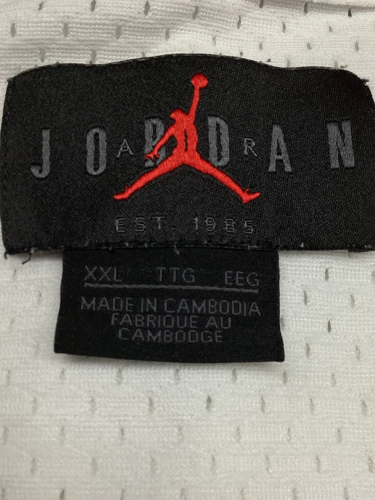 JORDAN
AIR
EST. 1985
XXL TTG EEG
MADE IN CAMBODIA
FABRIQUE AU
CAMBODGE